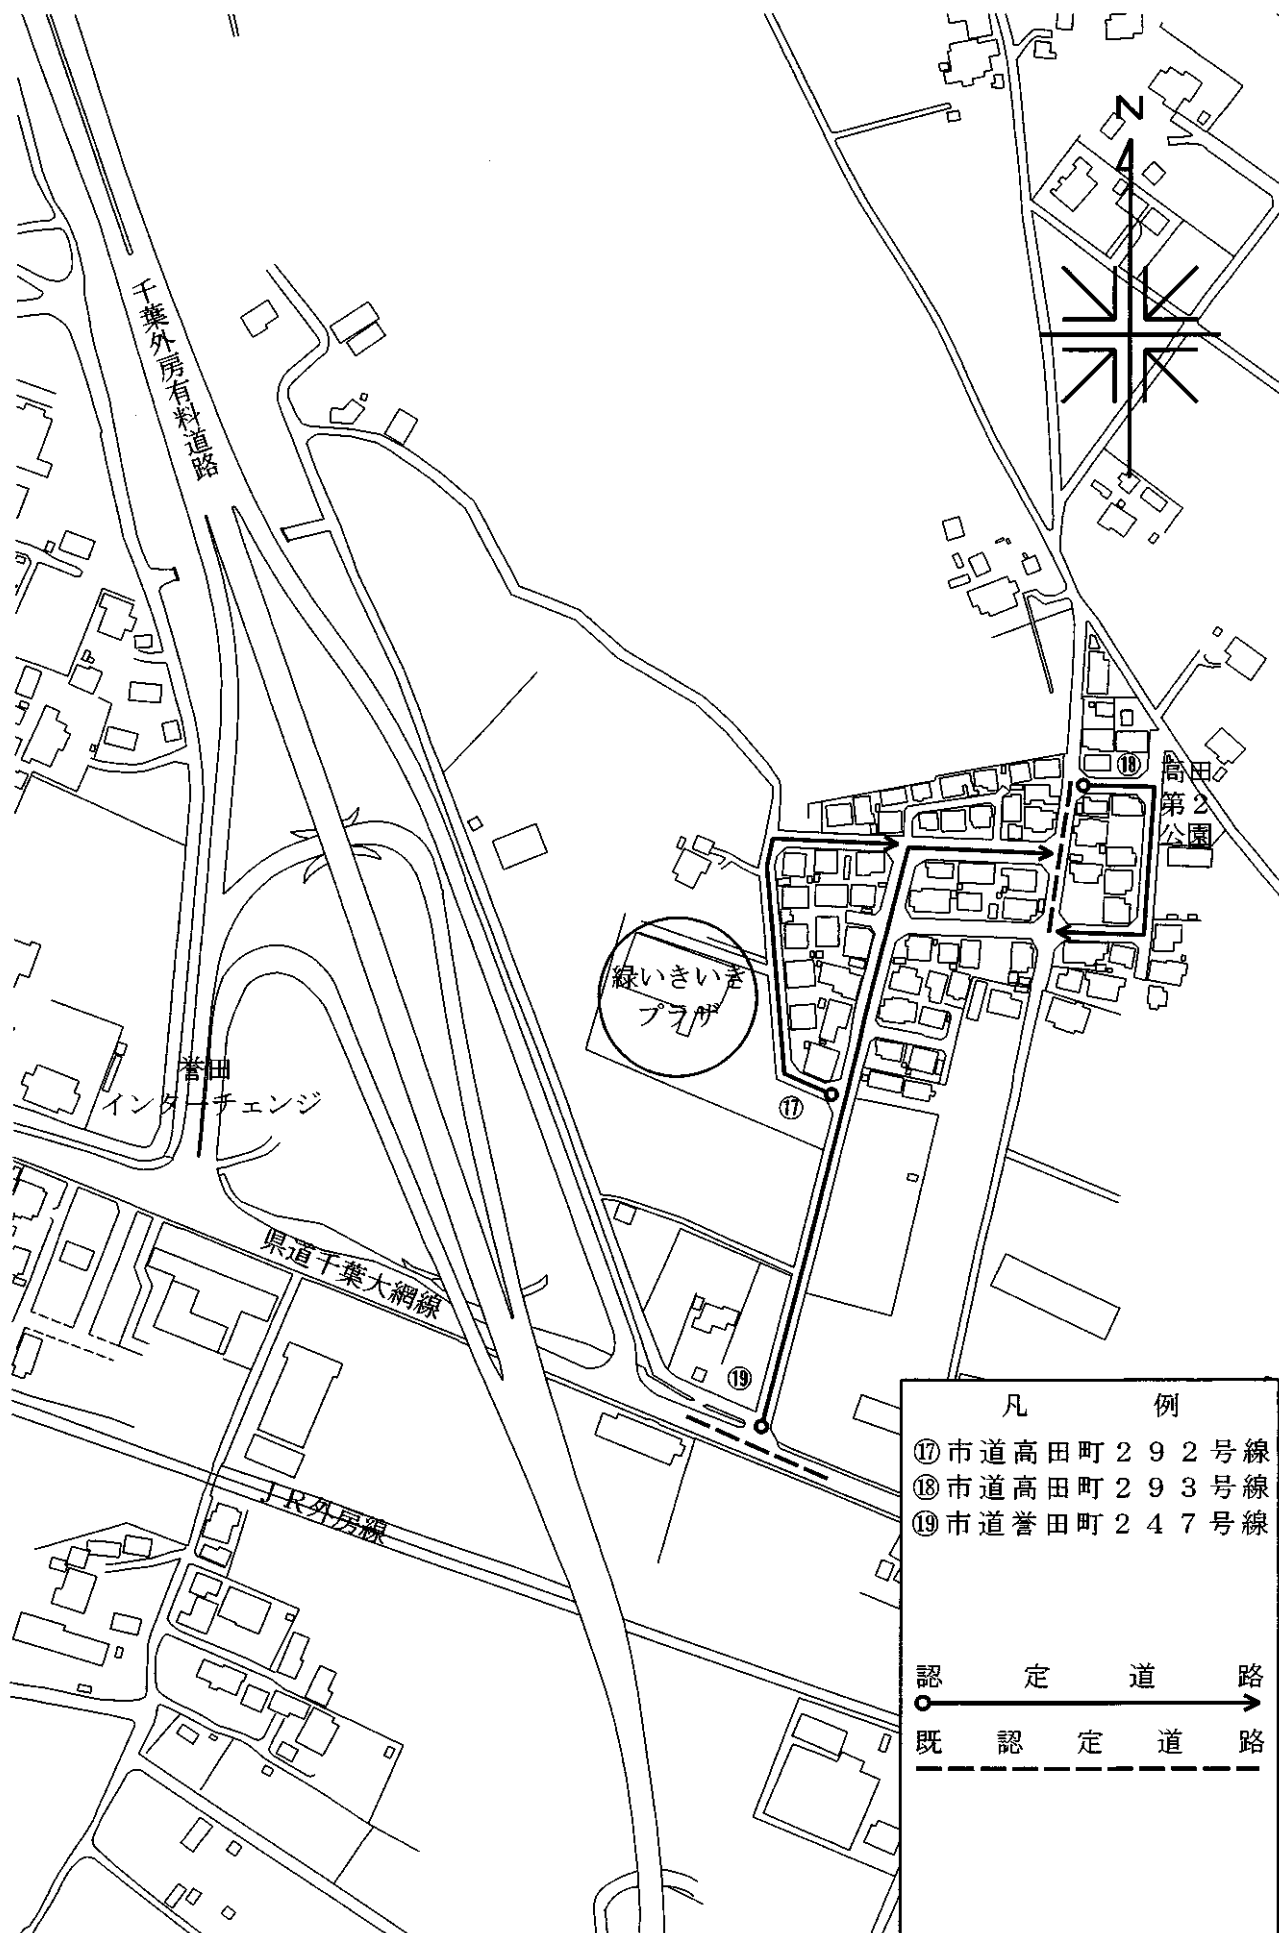 N
千葉外房有料道路
⑱
高田
第2
公園
緑いきいき
プラザ
誉田
インターチェンジ
⑰
県道千葉大網線
⑲
JR外房線
凡例
⑰市道高田町292号線
⑱市道高田町293号線
⑲市道誉田町247号線
認定道路
既認定道路